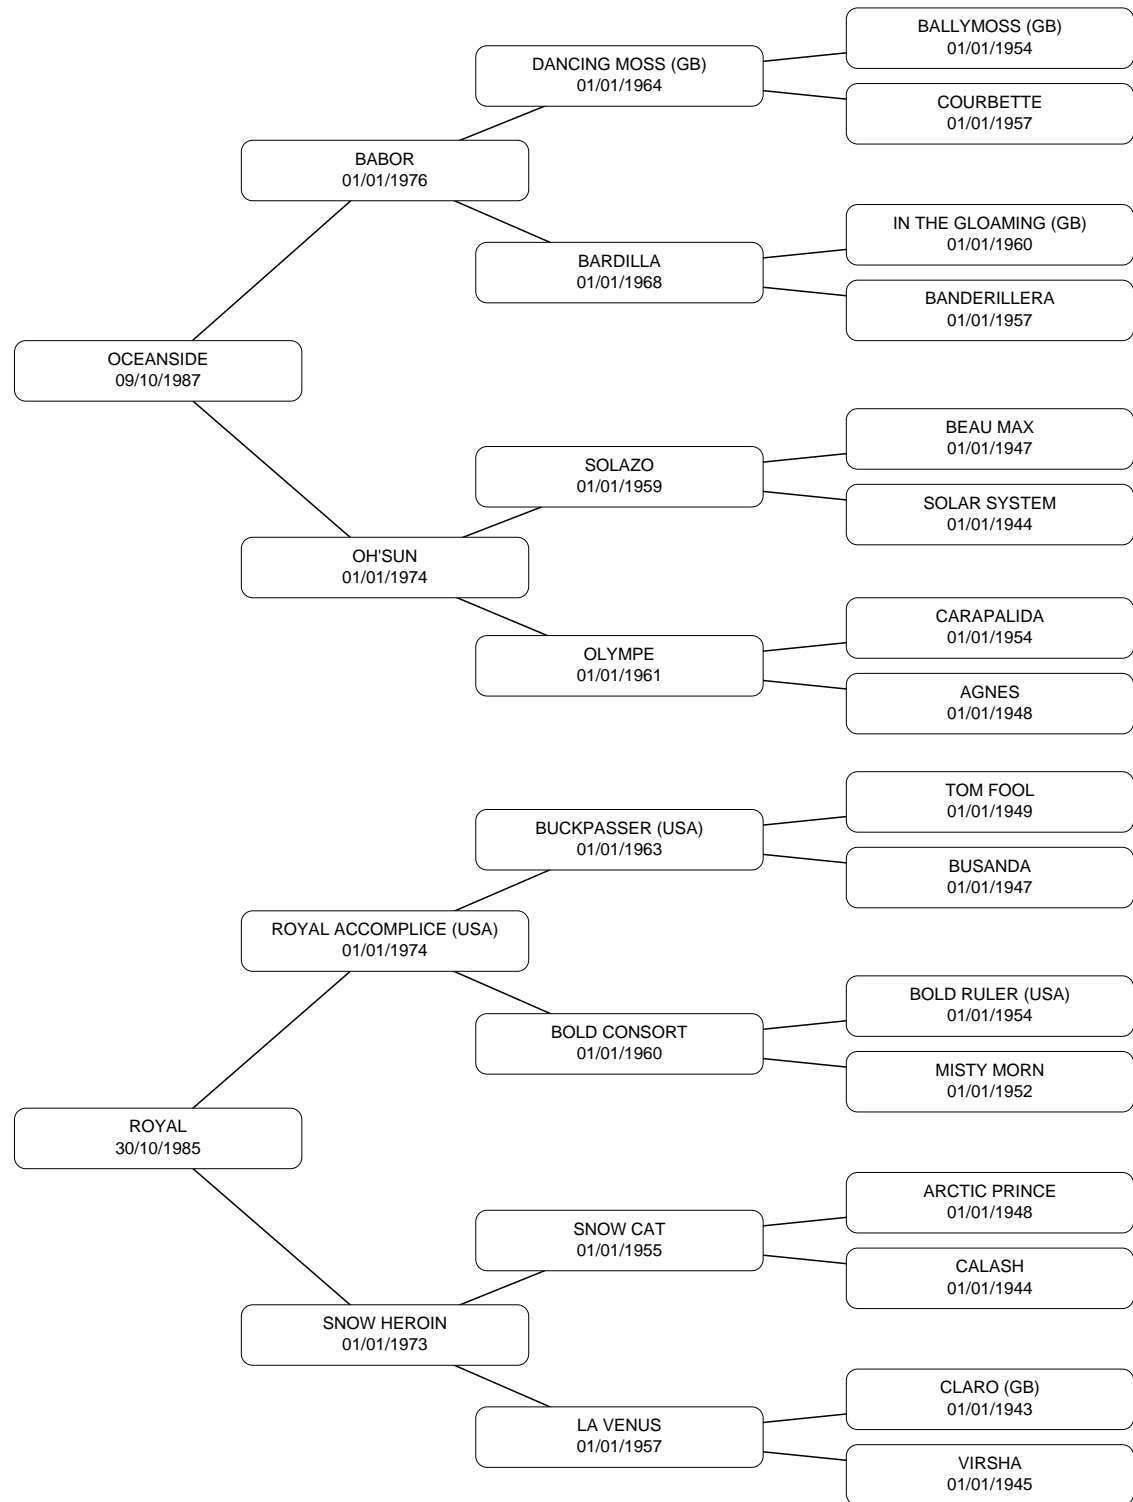 BALLYMOSS (GB)
01/01/1954
DANCING MOSS (GB)
01/01/1964
COURBETTE
01/01/1957
BABOR
01/01/1976
IN THE GLOAMING (GB)
01/01/1960
BARDILLA
01/01/1968
BANDERILLERA
01/01/1957
OCEANSIDE
09/10/1987
BEAU MAX
01/01/1947
SOLAZO
01/01/1959
SOLAR SYSTEM
01/01/1944
OH'SUN
01/01/1974
CARAPALIDA
01/01/1954
OLYMPE
01/01/1961
AGNES
01/01/1948
TOM FOOL
01/01/1949
BUCKPASSER (USA)
01/01/1963
BUSANDA
01/01/1947
ROYAL ACCOMPLICE (USA)
01/01/1974
BOLD RULER (USA)
01/01/1954
BOLD CONSORT
01/01/1960
MISTY MORN
01/01/1952
ROYAL
30/10/1985
ARCTIC PRINCE
01/01/1948
SNOW CAT
01/01/1955
CALASH
01/01/1944
SNOW HEROIN
01/01/1973
CLARO (GB)
01/01/1943
LA VENUS
01/01/1957
VIRSHA
01/01/1945